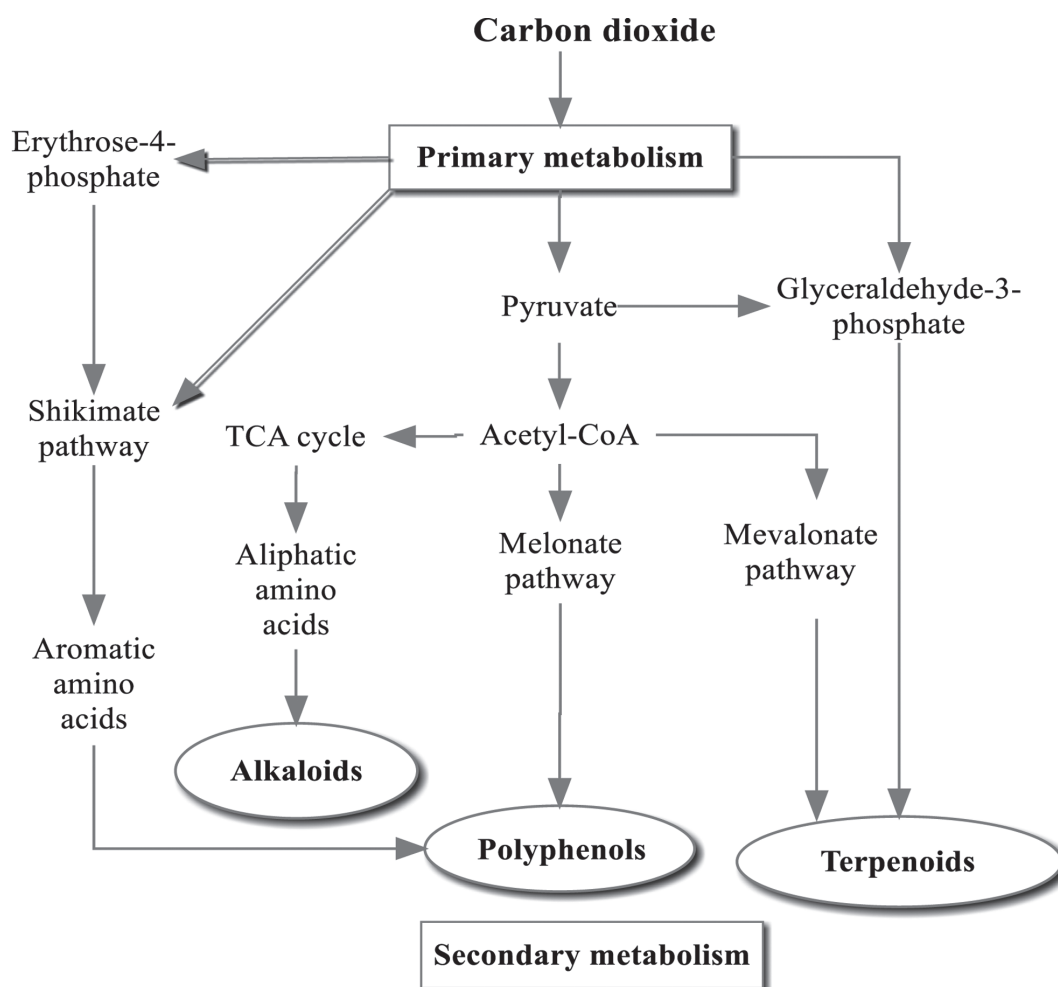 Carbon dioxide
Erythrose-4-
phosphate
Primary metabolism
Pyruvate
Glyceraldehyde-3-
phosphate
Shikimate
pathway
TCA cycle
Acetyl-CoA
Aliphatic
amino
acids
Melonate
pathway
Mevalonate
pathway
Aromatic
amino
acids
Alkaloids
Polyphenols
Terpenoids
Secondary metabolism